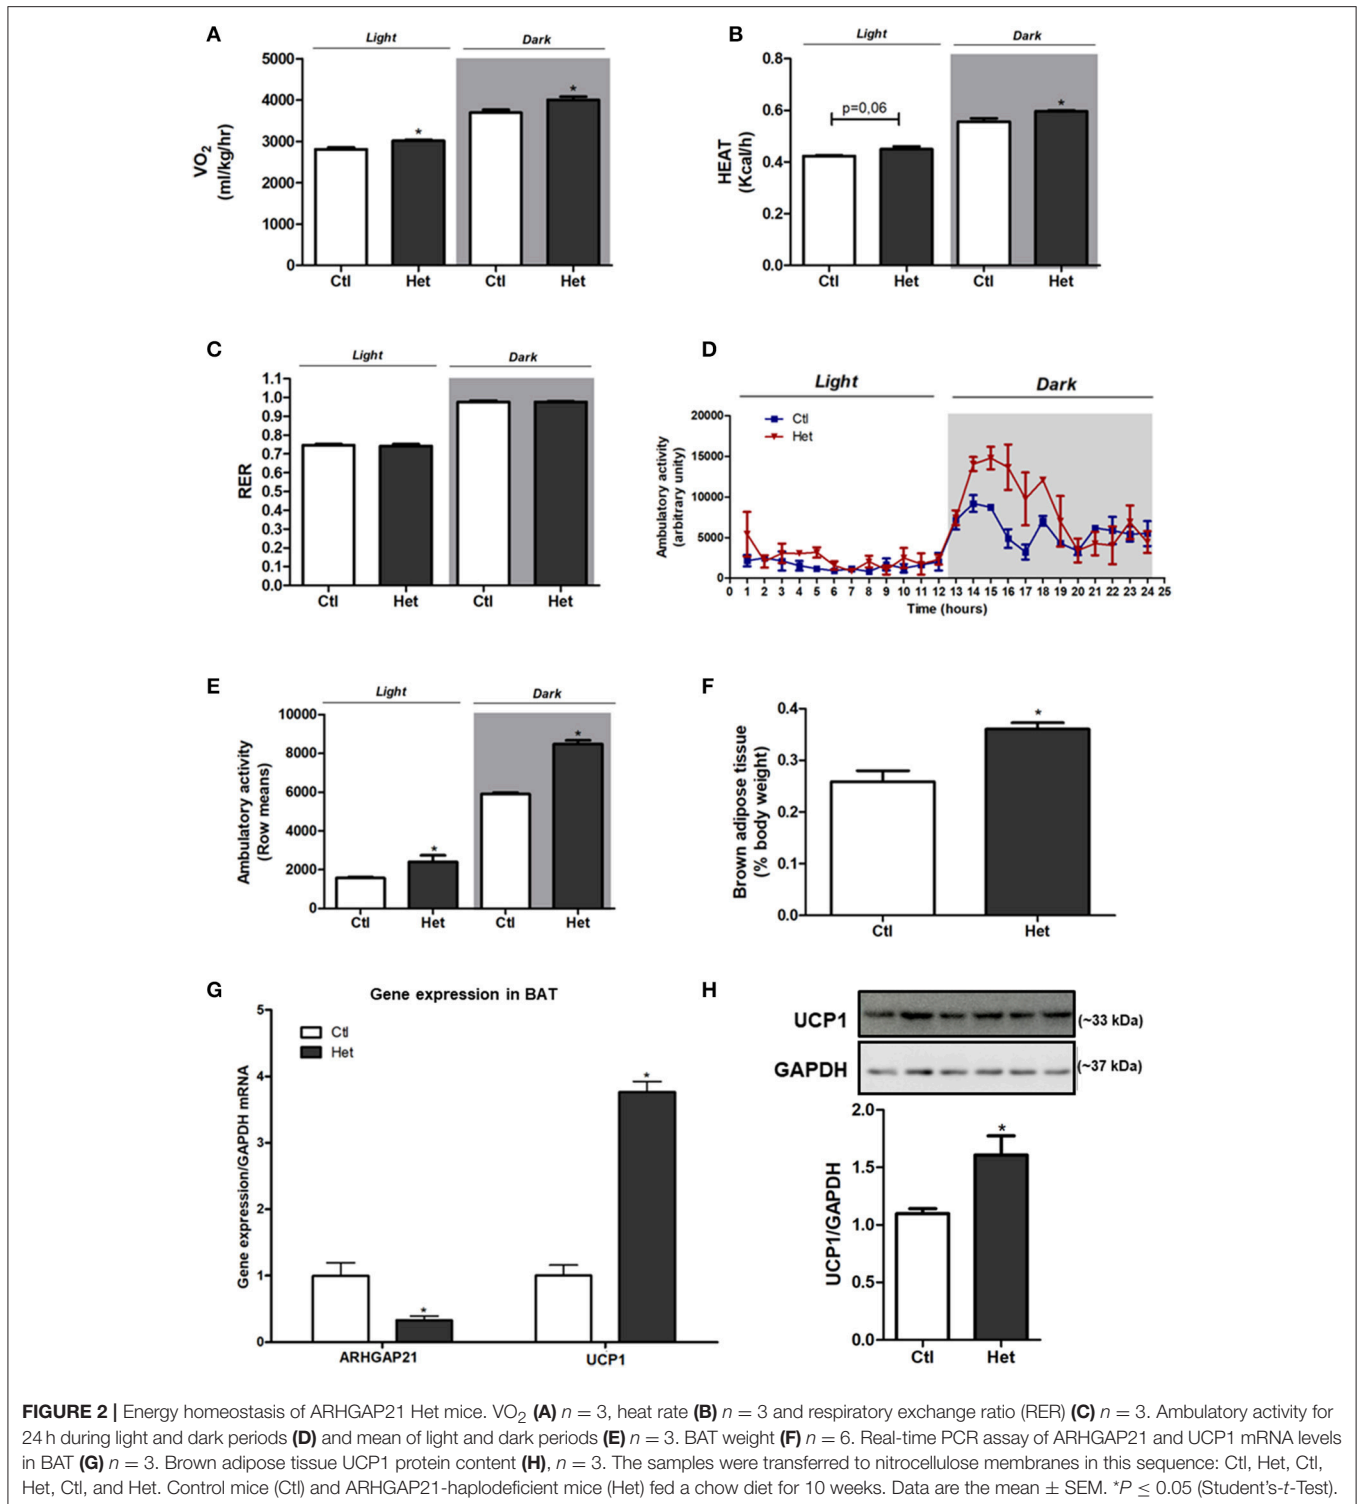 A
Light
Dark
VO2
(ml/kg/hr)
5000
4000
3000
2000
1000
0
*
*
Ctl
Het
Ctl
Het
B
Light
Dark
HEAT
(Kcal/h)
0.8
0.6
0.4
0.2
0.0
p=0,06
*
Ctl
Het
Ctl
Het
C
Light
Dark
RER
1.1
1.0
0.9
0.8
0.7
0.6
0.5
0.4
0.3
0.2
0.1
0.0
Ctl
Het
Ctl
Het
D
Light
Dark
Ambulatory activity
(arbitrary unity)
20000
15000
10000
5000
0
Ctl
Het
0 1 2 3 4 5 6 7 8 9 10 11 12 13 14 15 16 17 18 19 20 21 22 23 24 25
Time (hours)
E
Light
Dark
Ambulatory activity
(Row means)
10000
8000
6000
4000
2000
0
*
*
Ctl
Het
Ctl
Het
F
Brown adipose tissue
(% body weight)
0.4
0.3
0.2
0.1
0.0
*
Ctl
Het
G
Gene expression in BAT
Gene expression/GAPDH mRNA
5
4
3
2
1
0
Ctl
Het
*
*
ARHGAP21
UCP1
H
UCP1
(~33 kDa)
GAPDH
(~37 kDa)
UCP1/GAPDH
2.0
1.5
1.0
0.5
0.0
*
Ctl
Het
FIGURE 2 | Energy homeostasis of ARHGAP21 Het mice. VO2 (A) n = 3, heat rate (B) n = 3 and respiratory exchange ratio (RER) (C) n = 3. Ambulatory activity for
24 h during light and dark periods (D) and mean of light and dark periods (E) n = 3. BAT weight (F) n = 6. Real-time PCR assay of ARHGAP21 and UCP1 mRNA levels
in BAT (G) n = 3. Brown adipose tissue UCP1 protein content (H), n = 3. The samples were transferred to nitrocellulose membranes in this sequence: Ctl, Het, Ctl,
Het, Ctl, and Het. Control mice (Ctl) and ARHGAP21-haplodeficient mice (Het) fed a chow diet for 10 weeks. Data are the mean ± SEM. *P ≤ 0.05 (Student's-t-Test).